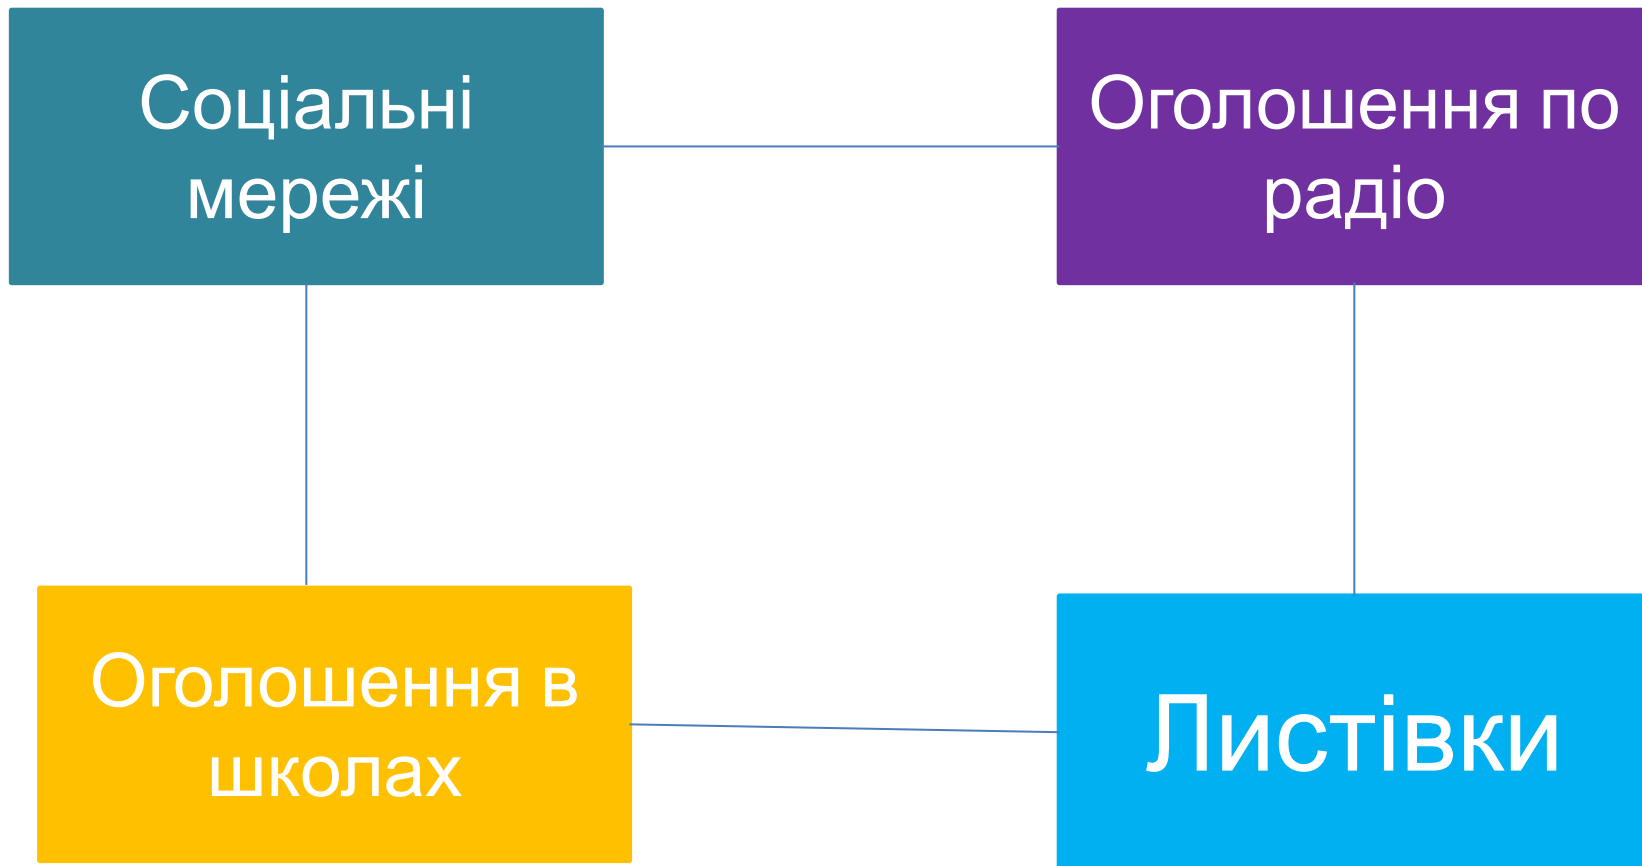 Соціальні
мережі
Оголошення по
радіо
Оголошення в
школах
Листівки